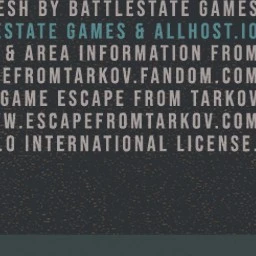 ESH BY BATTLESTATE GAMES
ESTATE GAMES & ALLHOST.IO
& AREA INFORMATION FROM
EFROMTARKOV.FANDOM.COM
GAME ESCAPE FROM TARKOV
W.ESCAPEFROMTARKOV.COM
.0 INTERNATIONAL LICENSE.